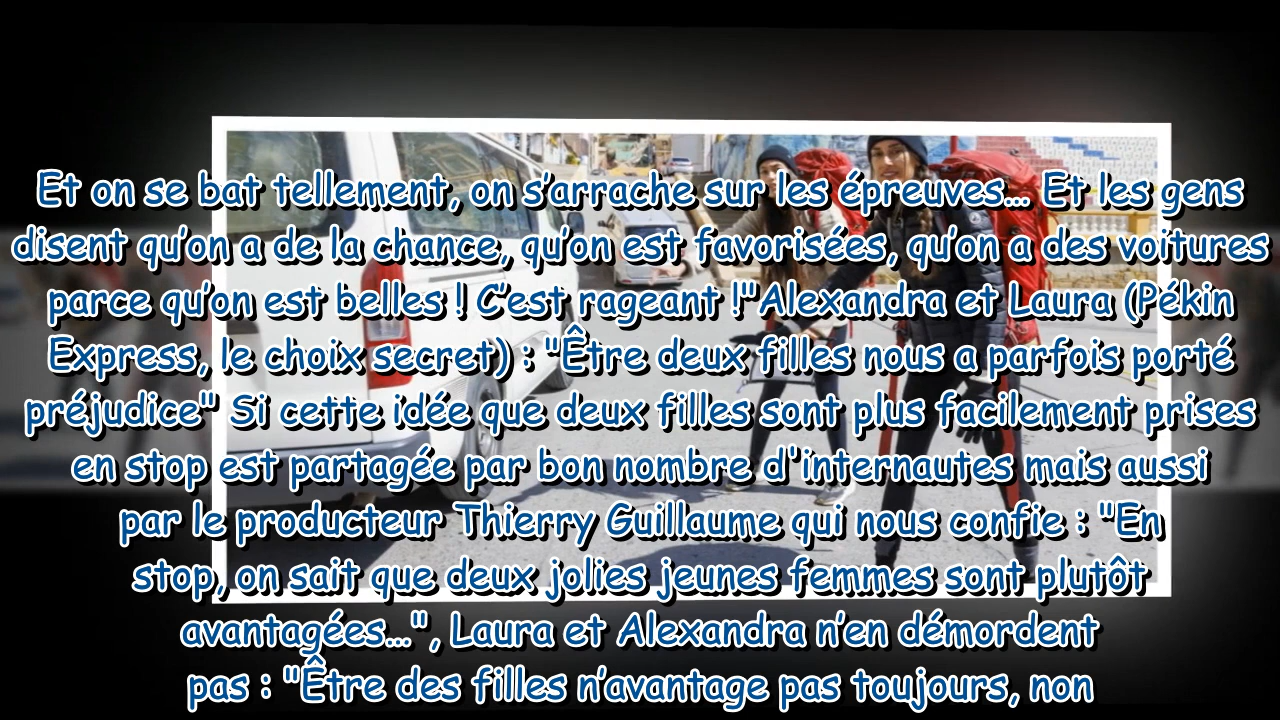 Et on se bat tellement, on s’arrache sur les épreuves... Et les gens
disent qu’on a de la chance, qu’on est favorisées, qu’on a des voitures
parce qu’on est belles ! C’est rageant !"Alexandra et Laura (Pékin
Express, le choix secret) : "Être deux filles nous a parfois porté
préjudice" Si cette idée que deux filles sont plus facilement prises
en stop est partagée par bon nombre d'internautes mais aussi
par le producteur Thierry Guillaume qui nous confie : "En
stop, on sait que deux jolies jeunes femmes sont plutôt
avantagées...", Laura et Alexandra n’en démordent
pas : "Être des filles n’avantage pas toujours, non